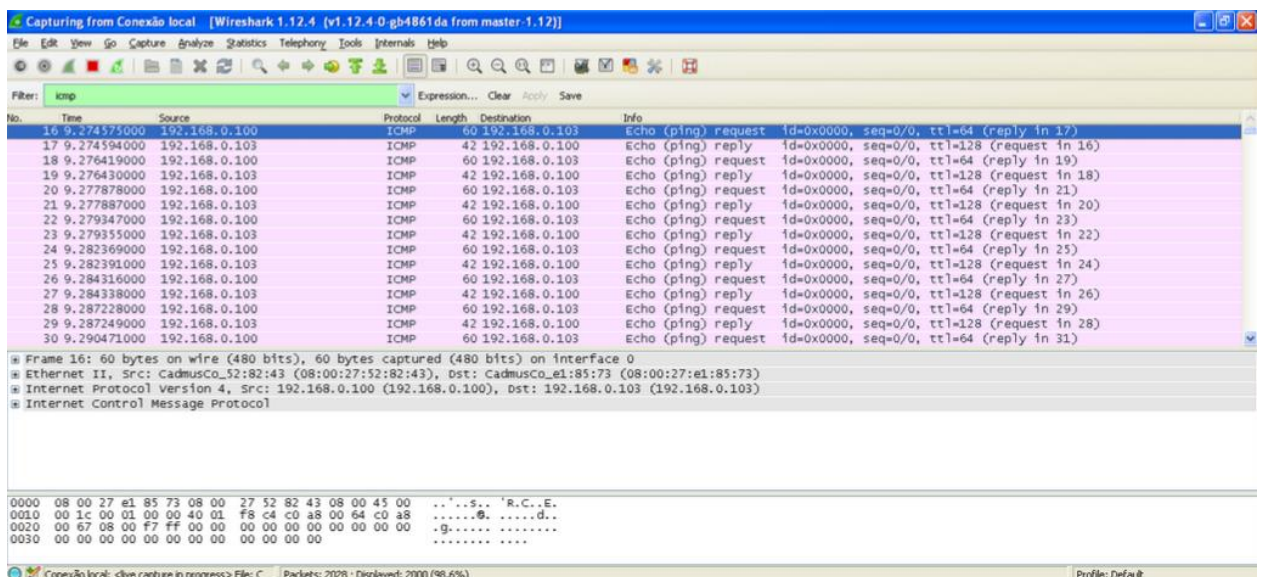 Capturing from Conexão local [Wireshark 1.12.4 (v1.12.4-0-gb4861da from master-1.12)]
File Edit View Go Capture Analyze Statistics Telephony Tools Internals Help
Filter: icmp Expression... Clear Apply Save
No. Time Source Protocol Length Destination Info
16 9.274575000 192.168.0.100 ICMP 60 192.168.0.103 Echo (ping) request id=0x0000, seq=0/0, ttl=64 (reply in 17)
17 9.274594000 192.168.0.103 ICMP 42 192.168.0.100 Echo (ping) reply id=0x0000, seq=0/0, ttl=128 (request in 16)
18 9.276419000 192.168.0.100 ICMP 60 192.168.0.103 Echo (ping) request id=0x0000, seq=0/0, ttl=64 (reply in 19)
19 9.276430000 192.168.0.103 ICMP 42 192.168.0.100 Echo (ping) reply id=0x0000, seq=0/0, ttl=128 (request in 18)
20 9.277878000 192.168.0.100 ICMP 60 192.168.0.103 Echo (ping) request id=0x0000, seq=0/0, ttl=64 (reply in 21)
21 9.277887000 192.168.0.103 ICMP 42 192.168.0.100 Echo (ping) reply id=0x0000, seq=0/0, ttl=128 (request in 20)
22 9.279347000 192.168.0.100 ICMP 60 192.168.0.103 Echo (ping) request id=0x0000, seq=0/0, ttl=64 (reply in 23)
23 9.279355000 192.168.0.103 ICMP 42 192.168.0.100 Echo (ping) reply id=0x0000, seq=0/0, ttl=128 (request in 22)
24 9.282369000 192.168.0.100 ICMP 60 192.168.0.103 Echo (ping) request id=0x0000, seq=0/0, ttl=64 (reply in 25)
25 9.282391000 192.168.0.103 ICMP 42 192.168.0.100 Echo (ping) reply id=0x0000, seq=0/0, ttl=128 (request in 24)
26 9.284316000 192.168.0.100 ICMP 60 192.168.0.103 Echo (ping) request id=0x0000, seq=0/0, ttl=64 (reply in 27)
27 9.284338000 192.168.0.103 ICMP 42 192.168.0.100 Echo (ping) reply id=0x0000, seq=0/0, ttl=128 (request in 26)
28 9.287228000 192.168.0.100 ICMP 60 192.168.0.103 Echo (ping) request id=0x0000, seq=0/0, ttl=64 (reply in 29)
29 9.287249000 192.168.0.103 ICMP 42 192.168.0.100 Echo (ping) reply id=0x0000, seq=0/0, ttl=128 (request in 28)
30 9.290471000 192.168.0.100 ICMP 60 192.168.0.103 Echo (ping) request id=0x0000, seq=0/0, ttl=64 (reply in 31)
Frame 16: 60 bytes on wire (480 bits), 60 bytes captured (480 bits) on interface 0
Ethernet II, Src: CadmusCo_52:82:43 (08:00:27:52:82:43), Dst: CadmusCo_e1:85:73 (08:00:27:e1:85:73)
Internet Protocol Version 4, Src: 192.168.0.100 (192.168.0.100), Dst: 192.168.0.103 (192.168.0.103)
Internet Control Message Protocol
0000 08 00 27 e1 85 73 08 00 27 52 82 43 08 00 45 00 ..'..s.. 'R.C..E.
0010 00 1c 00 01 00 00 40 01 f8 c4 c0 a8 00 64 c0 a8 ......@. .....d..
0020 00 67 08 00 f7 ff 00 00 00 00 00 00 00 00 00 00 .g...... ........
0030 00 00 00 00 00 00 00 00 00 00 00 00 ........ ....
Conexão local: <live capture in progress> File: C... Packets: 2028 · Displayed: 2000 (98,6%) Profile: Default